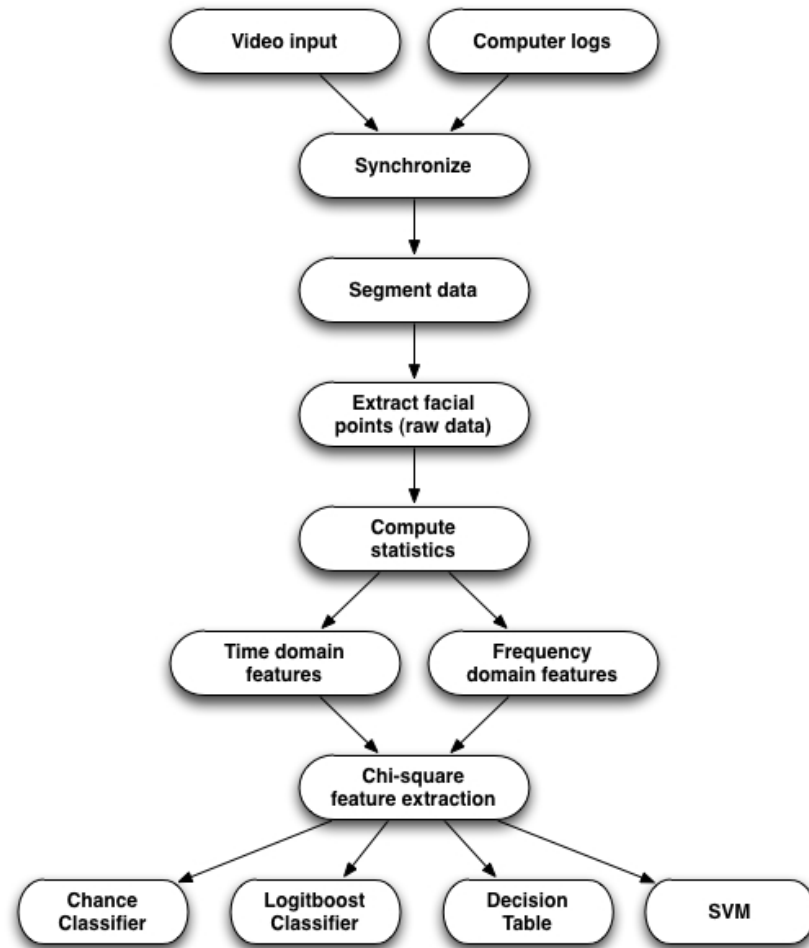 Video input
Computer logs
Synchronize
Segment data
Extract facial
points (raw data)
Compute
statistics
Time domain
features
Frequency
domain features
Chi-square
feature extraction
Chance
Classifier
Logitboost
Classifier
Decision
Table
SVM